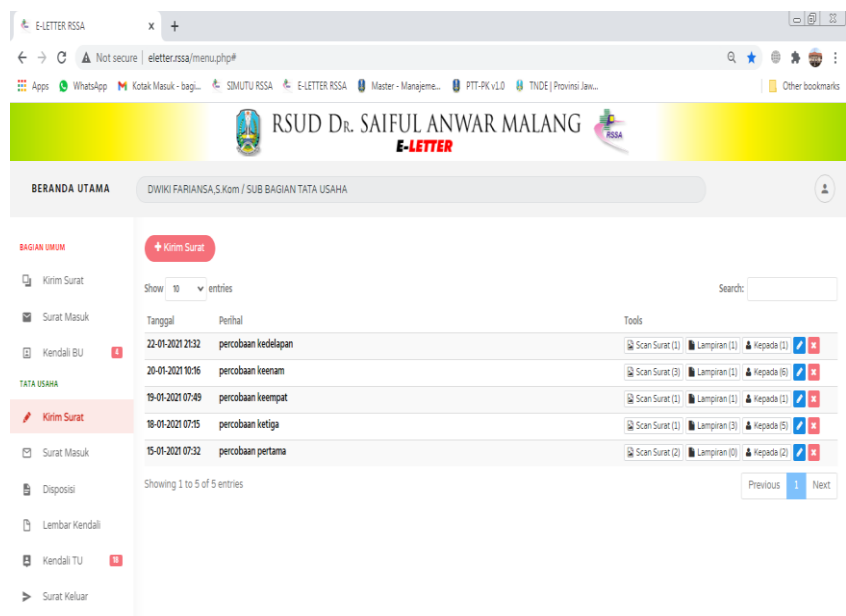 E-LETTER RSSA
Not secure | eletter.rssa/menu.php#
Apps WhatsApp Kotak Masuk - bagi... SIMUTU RSSA E-LETTER RSSA Master - Manajeme... PTT-PK v1.0 TNDE | Provinsi Jaw... Other bookmarks
RSUD DR. SAIFUL ANWAR MALANG
RSSA
E-LETTER
BERANDA UTAMA DWIKI FARIANSA,S.Kom / SUB BAGIAN TATA USAHA
BAGIAN UMUM
Kirim Surat
Surat Masuk
Kendali BU 4
TATA USAHA
Kirim Surat
Surat Masuk
Disposisi
Lembar Kendali
Kendali TU 18
Surat Keluar
+ Kirim Surat
Show 10 entries Search:
Tanggal Perihal Tools
22-01-2021 21:32 percobaan kedelapan Scan Surat (1) Lampiran (1) Kepada (1)
20-01-2021 10:16 percobaan keenam Scan Surat (3) Lampiran (1) Kepada (6)
19-01-2021 07:49 percobaan keempat Scan Surat (1) Lampiran (1) Kepada (1)
18-01-2021 07:15 percobaan ketiga Scan Surat (1) Lampiran (3) Kepada (5)
15-01-2021 07:32 percobaan pertama Scan Surat (2) Lampiran (0) Kepada (2)
Showing 1 to 5 of 5 entries Previous 1 Next